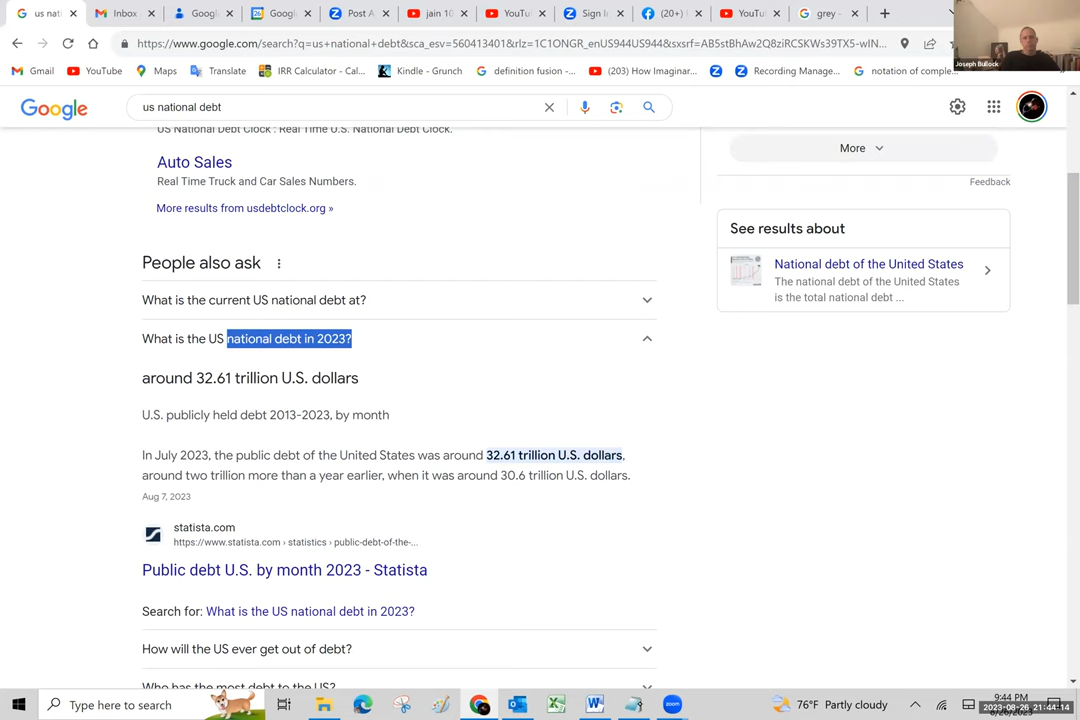 us nati
Inbox
Googl
Googl
Post A
jain 10
YouTu
Sign I
(20+)
YouTu
grey -
https://www.google.com/search?q=us+national+debt&sca_esv=560413401&rlz=1C1ONGR_enUS944US944&sxsrf=AB5stBhAw2Q8ziRCSKWs39TX5-wIN...
Joseph Bullock
Gmail
YouTube
Maps
Translate
IRR Calculator - Cal...
Kindle - Grunch
definition fusion -...
(203) How Imaginar...
Recording Manage...
notation of comple...
Google
us national debt
US National Debt Clock : Real Time U.S. National Debt Clock.
Auto Sales
Real Time Truck and Car Sales Numbers.
More results from usdebtclock.org »
More
Feedback
See results about
National debt of the United States
The national debt of the United States
is the total national debt ...
People also ask
What is the current US national debt at?
What is the US national debt in 2023?
around 32.61 trillion U.S. dollars
U.S. publicly held debt 2013-2023, by month
In July 2023, the public debt of the United States was around 32.61 trillion U.S. dollars,
around two trillion more than a year earlier, when it was around 30.6 trillion U.S. dollars.
Aug 7, 2023
statista.com
https://www.statista.com › statistics › public-debt-of-the-...
Public debt U.S. by month 2023 - Statista
Search for: What is the US national debt in 2023?
How will the US ever get out of debt?
Who has the most debt to the US?
Type here to search
76°F Partly cloudy
9:44 PM
2023-08-26 21:44:14